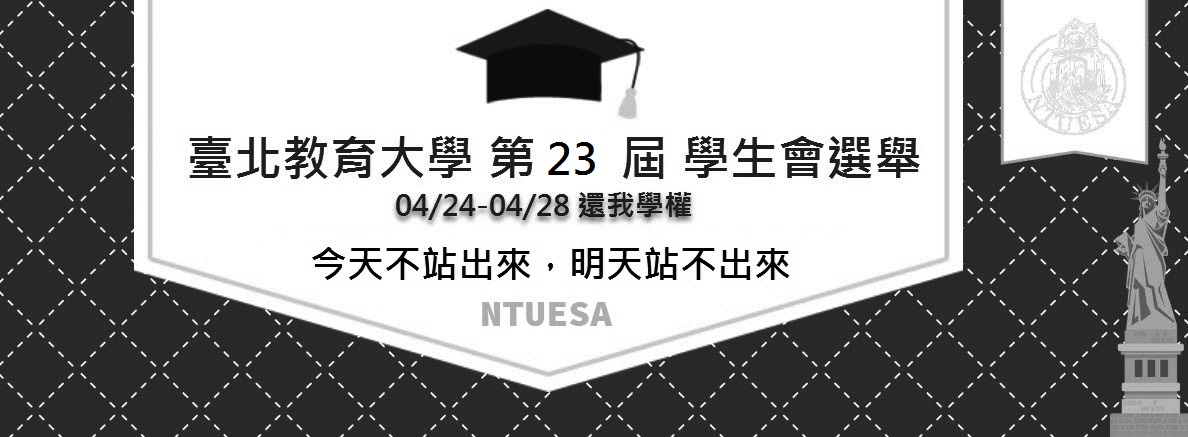 臺北教育大學 第 23 屆 學生會選舉
04/24-04/28 還我學權
今天不站出來，明天站不出來
NTUESA
NTUESA